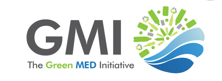 GMI
The Green MED Initiative